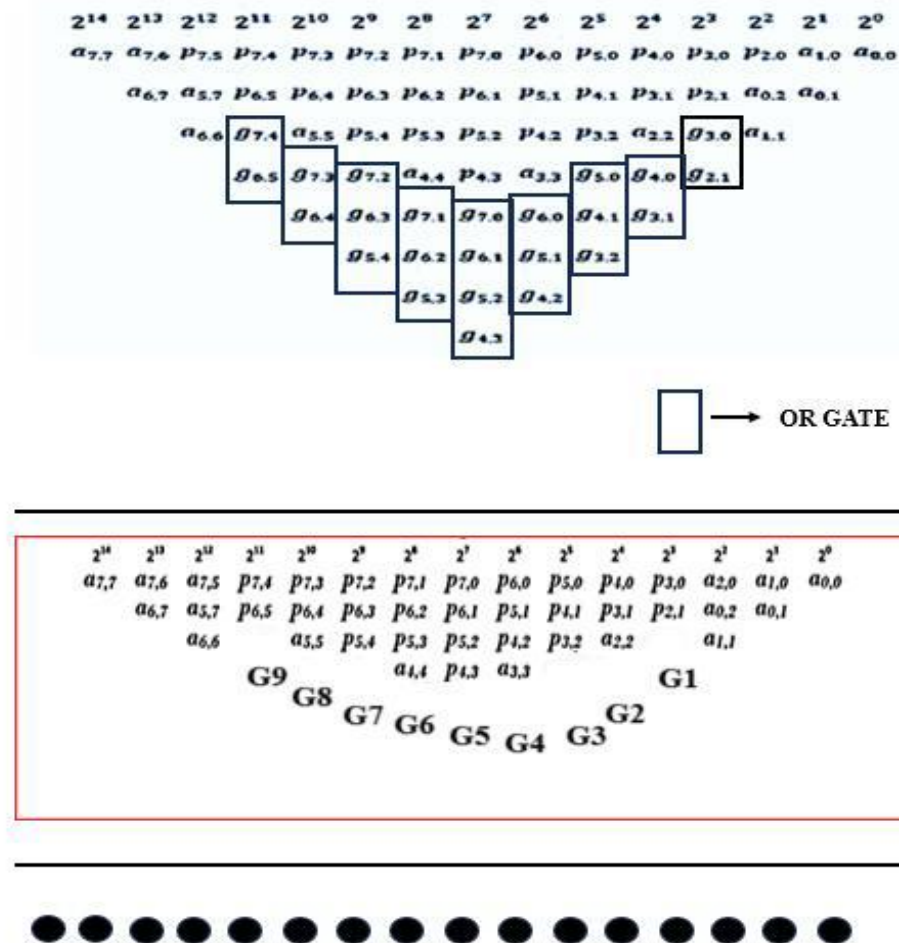 2¹⁴ 2¹³ 2¹² 2¹¹ 2¹⁰ 2⁹ 2⁸ 2⁷ 2⁶ 2⁵ 2⁴ 2³ 2² 2¹ 2⁰
a₇,₇ a₇,₆ p₇,₅ p₇,₄ p₇,₃ p₇,₂ p₇,₁ p₇,₀ p₆,₀ p₅,₀ p₄,₀ p₃,₀ p₂,₀ a₁,₀ a₀,₀
a₆,₇ a₅,₇ p₆,₅ p₆,₄ p₆,₃ p₆,₂ p₆,₁ p₅,₁ p₄,₁ p₃,₁ p₂,₁ a₀,₂ a₀,₁
a₆,₆ g₇,₄ a₅,₅ p₅,₄ p₅,₃ p₅,₂ p₄,₂ p₃,₂ a₂,₂ g₃,₀ a₁,₁
g₆,₅ g₇,₃ g₇,₂ a₄,₄ p₄,₃ a₃,₃ g₅,₀ g₄,₀ g₂,₁
g₆,₄ g₆,₃ g₇,₁ g₇,₀ g₆,₀ g₄,₁ g₃,₁
g₅,₄ g₆,₂ g₆,₁ g₅,₁ g₃,₂
g₅,₃ g₅,₂ g₄,₂
g₄,₃
OR GATE
2¹⁴ 2¹³ 2¹² 2¹¹ 2¹⁰ 2⁹ 2⁸ 2⁷ 2⁶ 2⁵ 2⁴ 2³ 2² 2¹ 2⁰
a₇,₇ a₇,₆ a₇,₅ p₇,₄ p₇,₃ p₇,₂ p₇,₁ p₇,₀ p₆,₀ p₅,₀ p₄,₀ p₃,₀ a₂,₀ a₁,₀ a₀,₀
a₆,₇ a₅,₇ p₆,₅ p₆,₄ p₆,₃ p₆,₂ p₆,₁ p₅,₁ p₄,₁ p₃,₁ p₂,₁ a₀,₂ a₀,₁
a₆,₆ a₅,₅ p₅,₄ p₅,₃ p₅,₂ p₄,₂ p₃,₂ a₂,₂ a₁,₁
a₄,₄ p₄,₃ a₃,₃
G9 G8 G7 G6 G5 G4 G3 G2 G1